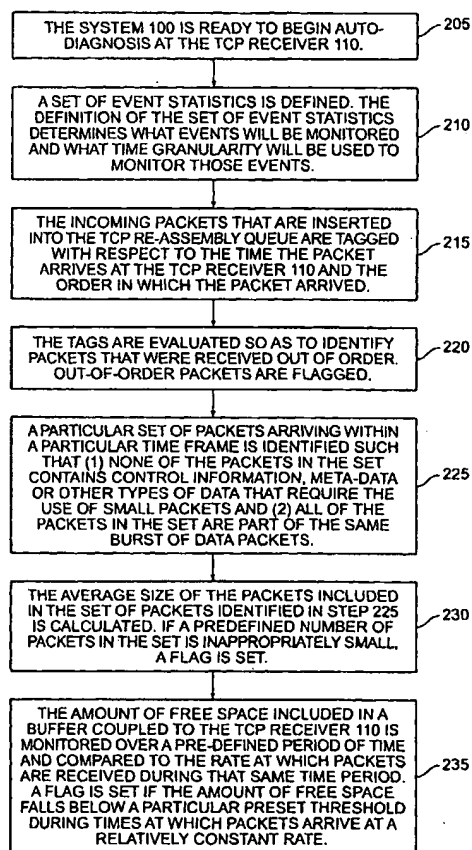 THE SYSTEM 100 IS READY TO BEGIN AUTO-
DIAGNOSIS AT THE TCP RECEIVER 110.
205
A SET OF EVENT STATISTICS IS DEFINED. THE
DEFINITION OF THE SET OF EVENT STATISTICS
DETERMINES WHAT EVENTS WILL BE MONITORED
AND WHAT TIME GRANULARITY WILL BE USED TO
MONITOR THOSE EVENTS.
210
THE INCOMING PACKETS THAT ARE INSERTED
INTO THE TCP RE-ASSEMBLY QUEUE ARE TAGGED
WITH RESPECT TO THE TIME THE PACKET
ARRIVES AT THE TCP RECEIVER 110 AND THE
ORDER IN WHICH THE PACKET ARRIVED.
215
THE TAGS ARE EVALUATED SO AS TO IDENTIFY
PACKETS THAT WERE RECEIVED OUT OF ORDER.
OUT-OF-ORDER PACKETS ARE FLAGGED.
220
A PARTICULAR SET OF PACKETS ARRIVING WITHIN
A PARTICULAR TIME FRAME IS IDENTIFIED SUCH
THAT (1) NONE OF THE PACKETS IN THE SET
CONTAINS CONTROL INFORMATION, META-DATA
OR OTHER TYPES OF DATA THAT REQUIRE THE
USE OF SMALL PACKETS AND (2) ALL OF THE
PACKETS IN THE SET ARE PART OF THE SAME
BURST OF DATA PACKETS.
225
THE AVERAGE SIZE OF THE PACKETS INCLUDED
IN THE SET OF PACKETS IDENTIFIED IN STEP 225
IS CALCULATED. IF A PREDEFINED NUMBER OF
PACKETS IN THE SET IS INAPPROPRIATELY SMALL,
A FLAG IS SET.
230
THE AMOUNT OF FREE SPACE INCLUDED IN A
BUFFER COUPLED TO THE TCP RECEIVER 110 IS
MONITORED OVER A PRE-DEFINED PERIOD OF TIME
AND COMPARED TO THE RATE AT WHICH PACKETS
ARE RECEIVED DURING THAT SAME TIME PERIOD.
A FLAG IS SET IF THE AMOUNT OF FREE SPACE
FALLS BELOW A PARTICULAR PRESET THRESHOLD
DURING TIMES AT WHICH PACKETS ARRIVE AT A
RELATIVELY CONSTANT RATE.
235